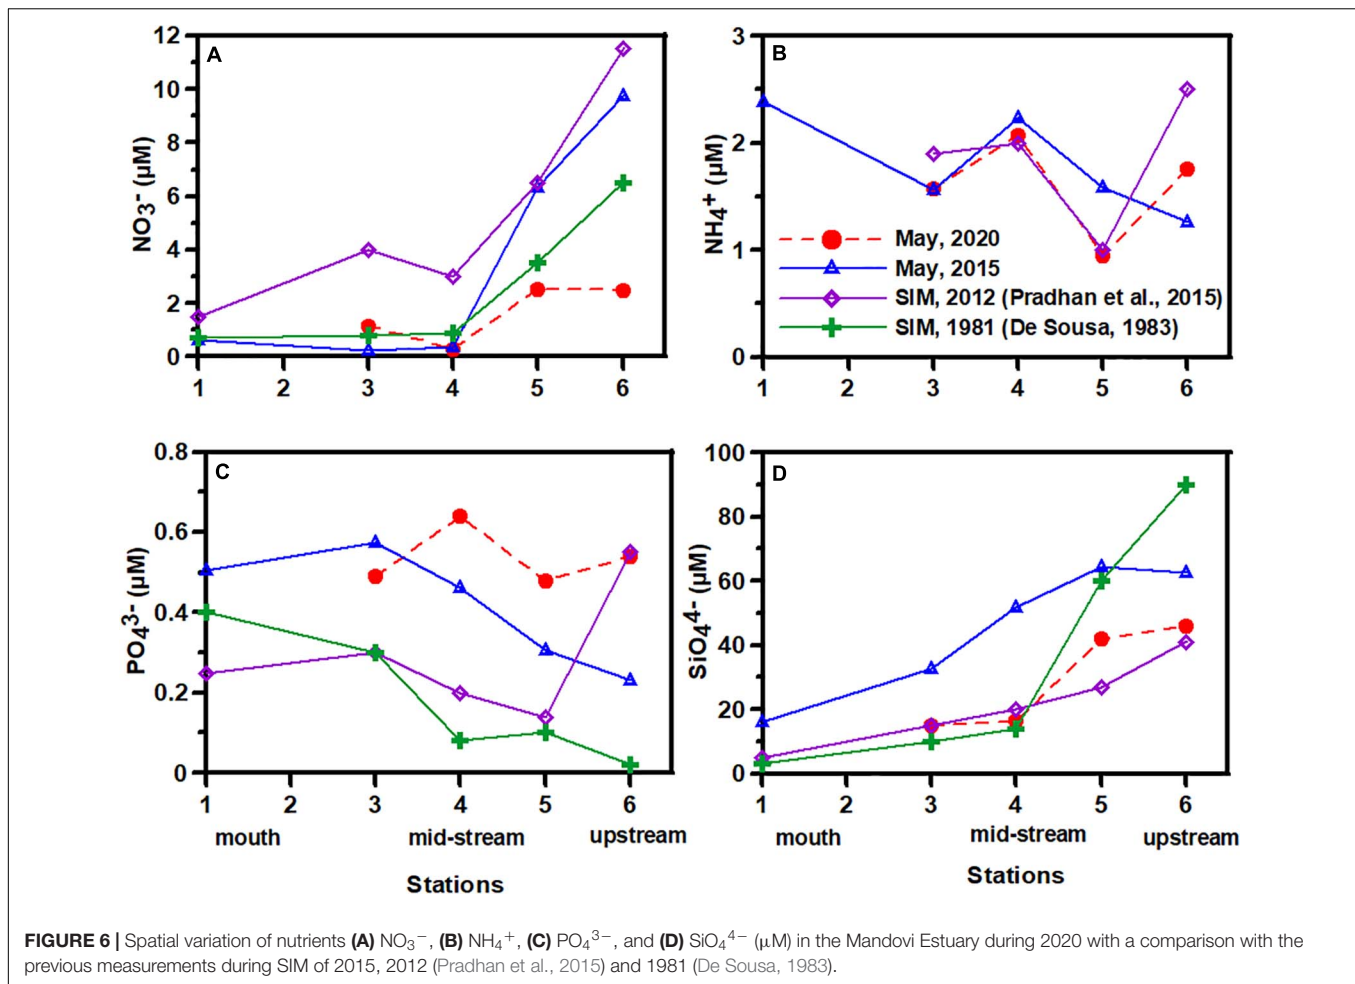 A
NO3- (μM)
12
10
8
6
4
2
0
1 2 3 4 5 6
B
NH4+ (μM)
3
2
1
0
May, 2020
May, 2015
SIM, 2012 (Pradhan et al., 2015)
SIM, 1981 (De Sousa, 1983)
1 2 3 4 5 6
C
PO43- (μM)
0.8
0.6
0.4
0.2
0
1 2 3 4 5 6
mouth mid-stream upstream
Stations
D
SiO44- (μM)
100
80
60
40
20
0
1 2 3 4 5 6
mouth mid-stream upstream
Stations
FIGURE 6 | Spatial variation of nutrients (A) NO3−, (B) NH4+, (C) PO43−, and (D) SiO44− (μM) in the Mandovi Estuary during 2020 with a comparison with the
previous measurements during SIM of 2015, 2012 (Pradhan et al., 2015) and 1981 (De Sousa, 1983).